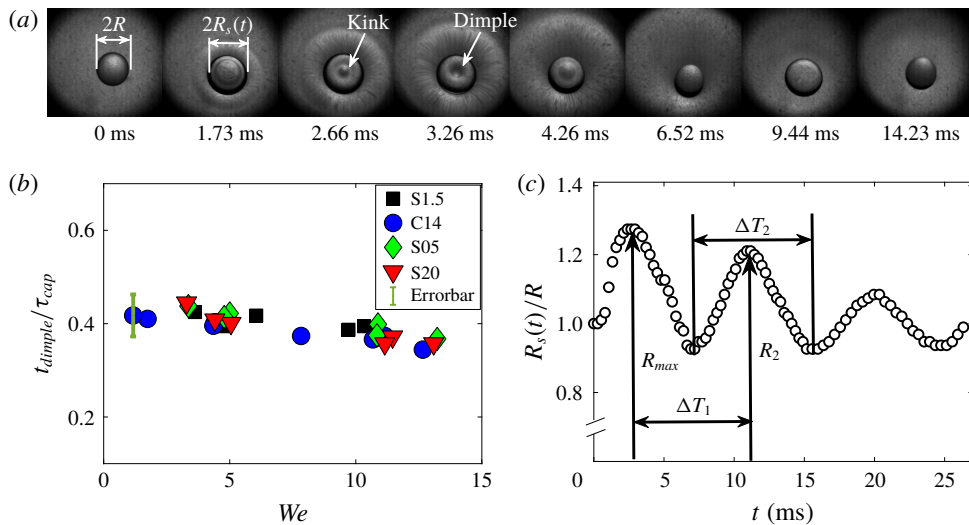 (a)
2R
2R_s(t)
Kink
Dimple
0 ms 1.73 ms 2.66 ms 3.26 ms 4.26 ms 6.52 ms 9.44 ms 14.23 ms
(b)
t_dimple/τ_cap
0.6
0.4
0.2
0 5 10 15
We
S1.5
C14
S05
S20
Errorbar
(c)
R_s(t)/R
1.4
1.2
1.0
0.8
0 5 10 15 20 25
t (ms)
ΔT_2
R_max
R_2
ΔT_1